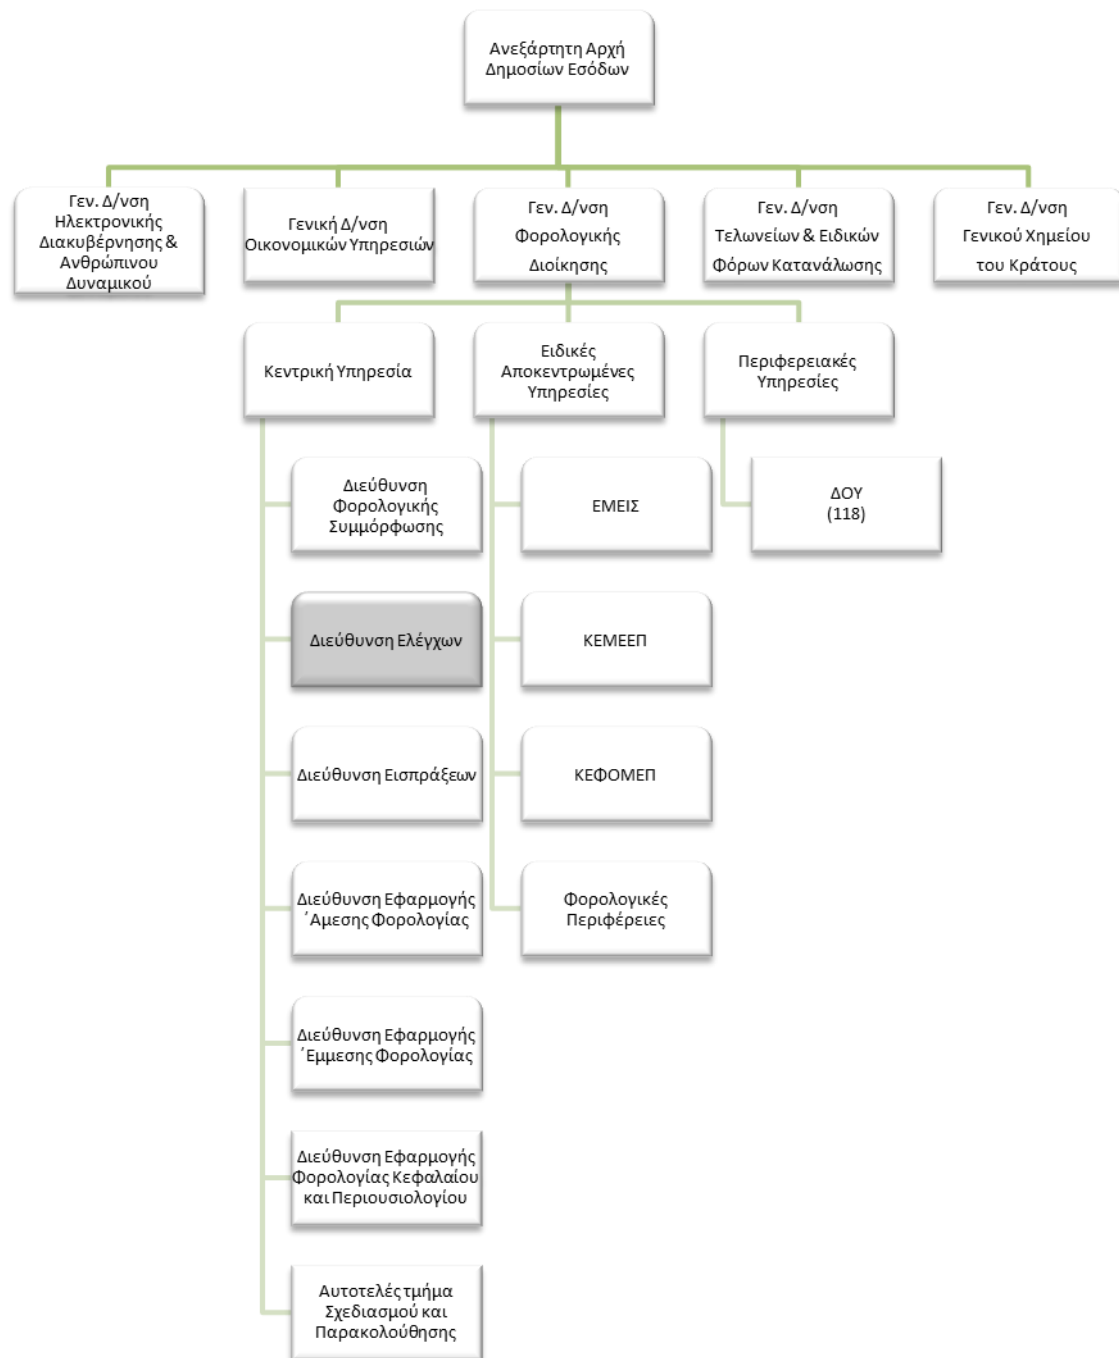 Ανεξάρτητη Αρχή
Δημοσίων Εσόδων
Γεν. Δ/νση
Ηλεκτρονικής
Διακυβέρνησης &
Ανθρώπινου
Δυναμικού
Γενική Δ/νση
Οικονομικών Υπηρεσιών
Γεν. Δ/νση
Φορολογικής
Διοίκησης
Γεν. Δ/νση
Τελωνείων & Ειδικών
Φόρων Κατανάλωσης
Γεν. Δ/νση
Γενικού Χημείου
του Κράτους
Κεντρική Υπηρεσία
Ειδικές
Αποκεντρωμένες
Υπηρεσίες
Περιφερειακές
Υπηρεσίες
Διεύθυνση
Φορολογικής
Συμμόρφωσης
ΕΜΕΙΣ
ΔΟΥ
(118)
Διεύθυνση Ελέγχων
ΚΕΜΕΕΠ
Διεύθυνση Εισπράξεων
ΚΕΦΟΜΕΠ
Διεύθυνση Εφαρμογής
΄Αμεσης Φορολογίας
Φορολογικές
Περιφέρειες
Διεύθυνση Εφαρμογής
΄Εμμεσης Φορολογίας
Διεύθυνση Εφαρμογής
Φορολογίας Κεφαλαίου
και Περιουσιολογίου
Αυτοτελές τμήμα
Σχεδιασμού και
Παρακολούθησης